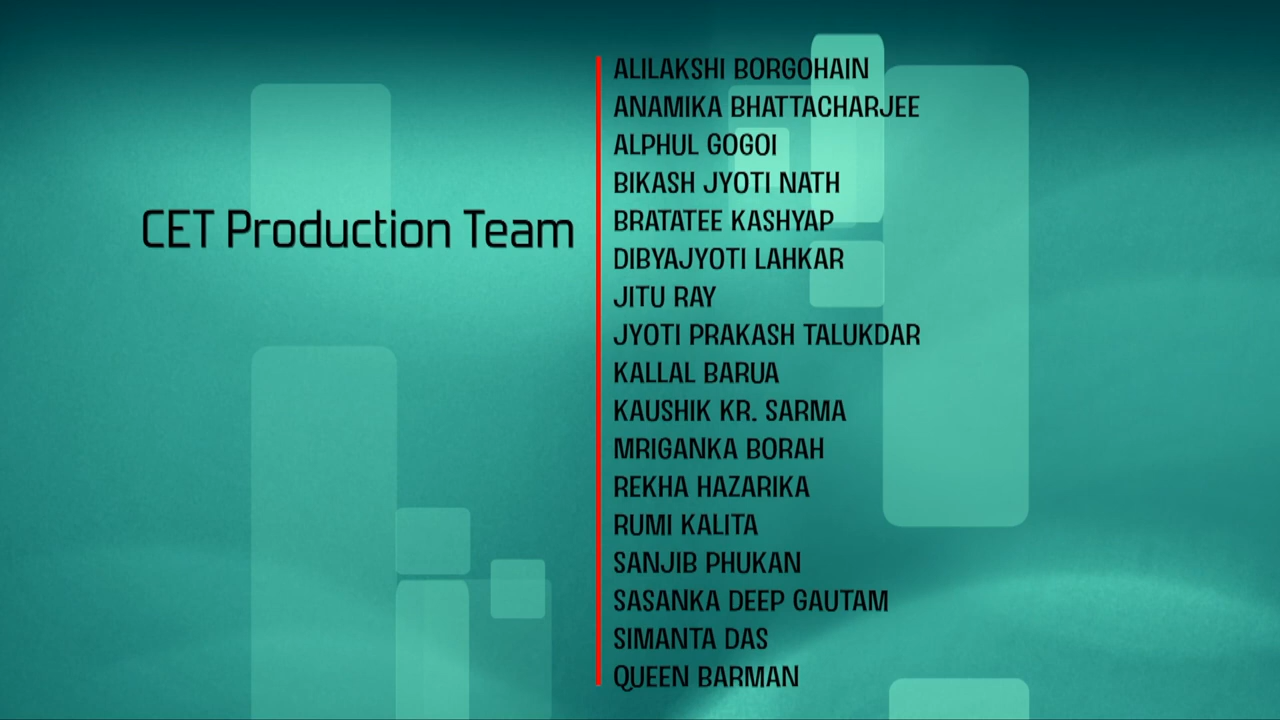 CET Production Team
ALILAKSHI BORGOHAIN
ANAMIKA BHATTACHARJEE
ALPHUL GOGOI
BIKASH JYOTI NATH
BRATATEE KASHYAP
DIBYAJYOTI LAHKAR
JITU RAY
JYOTI PRAKASH TALUKDAR
KALLAL BARUA
KAUSHIK KR. SARMA
MRIGANKA BORAH
REKHA HAZARIKA
RUMI KALITA
SANJIB PHUKAN
SASANKA DEEP GAUTAM
SIMANTA DAS
QUEEN BARMAN